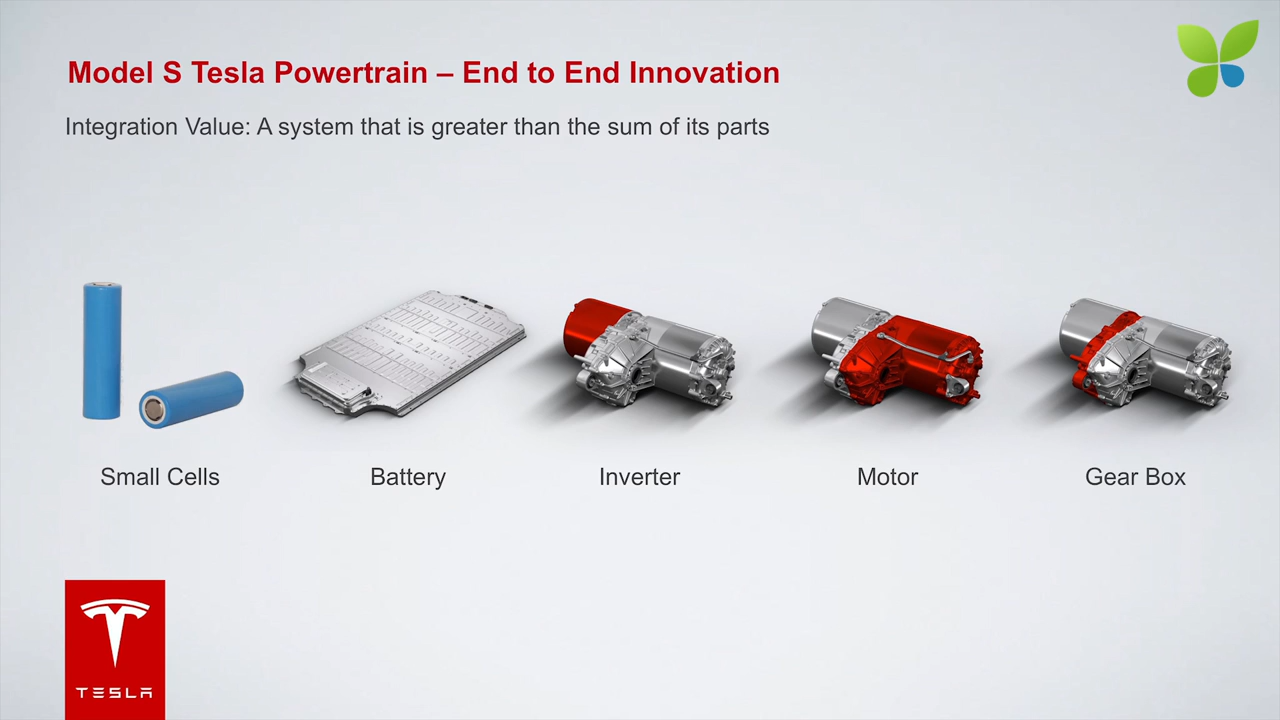 Model S Tesla Powertrain – End to End Innovation
Integration Value: A system that is greater than the sum of its parts
Small Cells
Battery
Inverter
Motor
Gear Box
TESLA